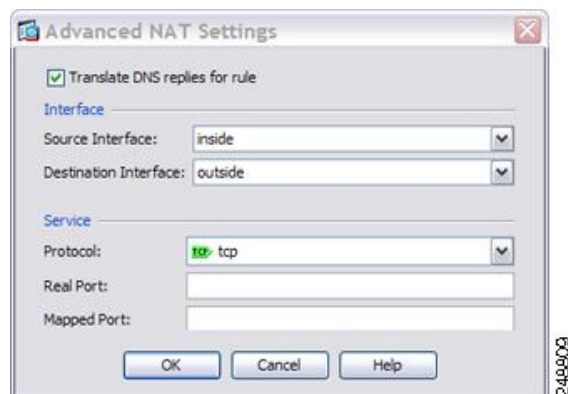 Advanced NAT Settings
Translate DNS replies for rule
Interface
Source Interface: inside
Destination Interface: outside
Service
Protocol: TCP tcp
Real Port:
Mapped Port:
OK Cancel Help
248809